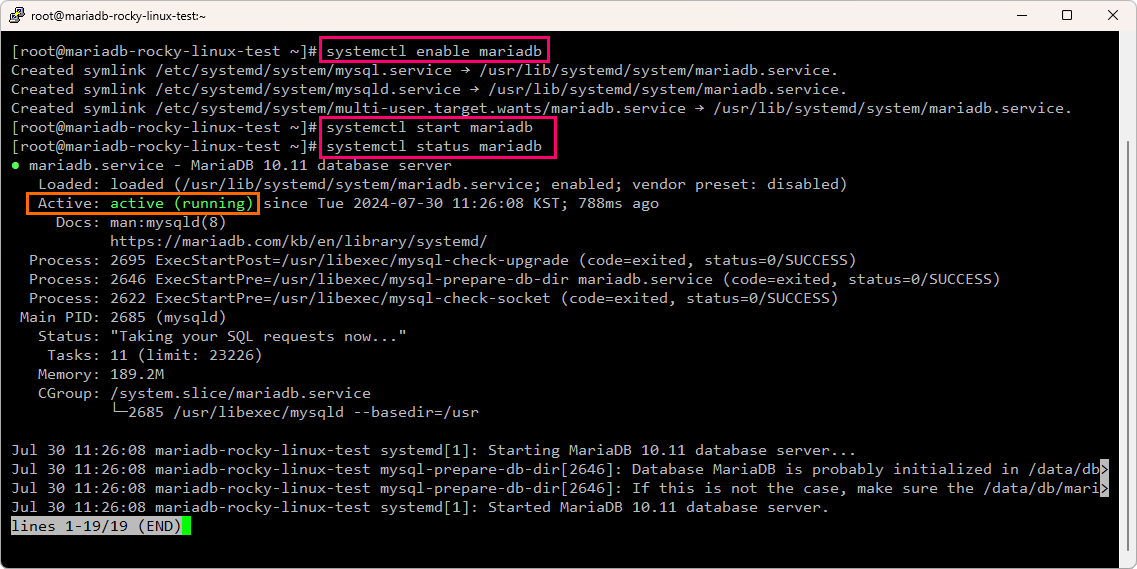 root@mariadb-rocky-linux-test:~
[root@mariadb-rocky-linux-test ~]# systemctl enable mariadb
Created symlink /etc/systemd/system/mysql.service → /usr/lib/systemd/system/mariadb.service.
Created symlink /etc/systemd/system/mysqld.service → /usr/lib/systemd/system/mariadb.service.
Created symlink /etc/systemd/system/multi-user.target.wants/mariadb.service → /usr/lib/systemd/system/mariadb.service.
[root@mariadb-rocky-linux-test ~]# systemctl start mariadb
[root@mariadb-rocky-linux-test ~]# systemctl status mariadb
● mariadb.service - MariaDB 10.11 database server
Loaded: loaded (/usr/lib/systemd/system/mariadb.service; enabled; vendor preset: disabled)
Active: active (running) since Tue 2024-07-30 11:26:08 KST; 788ms ago
Docs: man:mysqld(8)
https://mariadb.com/kb/en/library/systemd/
Process: 2695 ExecStartPost=/usr/libexec/mysql-check-upgrade (code=exited, status=0/SUCCESS)
Process: 2646 ExecStartPre=/usr/libexec/mysql-prepare-db-dir mariadb.service (code=exited, status=0/SUCCESS)
Process: 2622 ExecStartPre=/usr/libexec/mysql-check-socket (code=exited, status=0/SUCCESS)
Main PID: 2685 (mysqld)
Status: "Taking your SQL requests now..."
Tasks: 11 (limit: 23226)
Memory: 189.2M
CGroup: /system.slice/mariadb.service
└─2685 /usr/libexec/mysqld --basedir=/usr
Jul 30 11:26:08 mariadb-rocky-linux-test systemd[1]: Starting MariaDB 10.11 database server...
Jul 30 11:26:08 mariadb-rocky-linux-test mysql-prepare-db-dir[2646]: Database MariaDB is probably initialized in /data/db>
Jul 30 11:26:08 mariadb-rocky-linux-test mysql-prepare-db-dir[2646]: If this is not the case, make sure the /data/db/mari>
Jul 30 11:26:08 mariadb-rocky-linux-test systemd[1]: Started MariaDB 10.11 database server.
lines 1-19/19 (END)